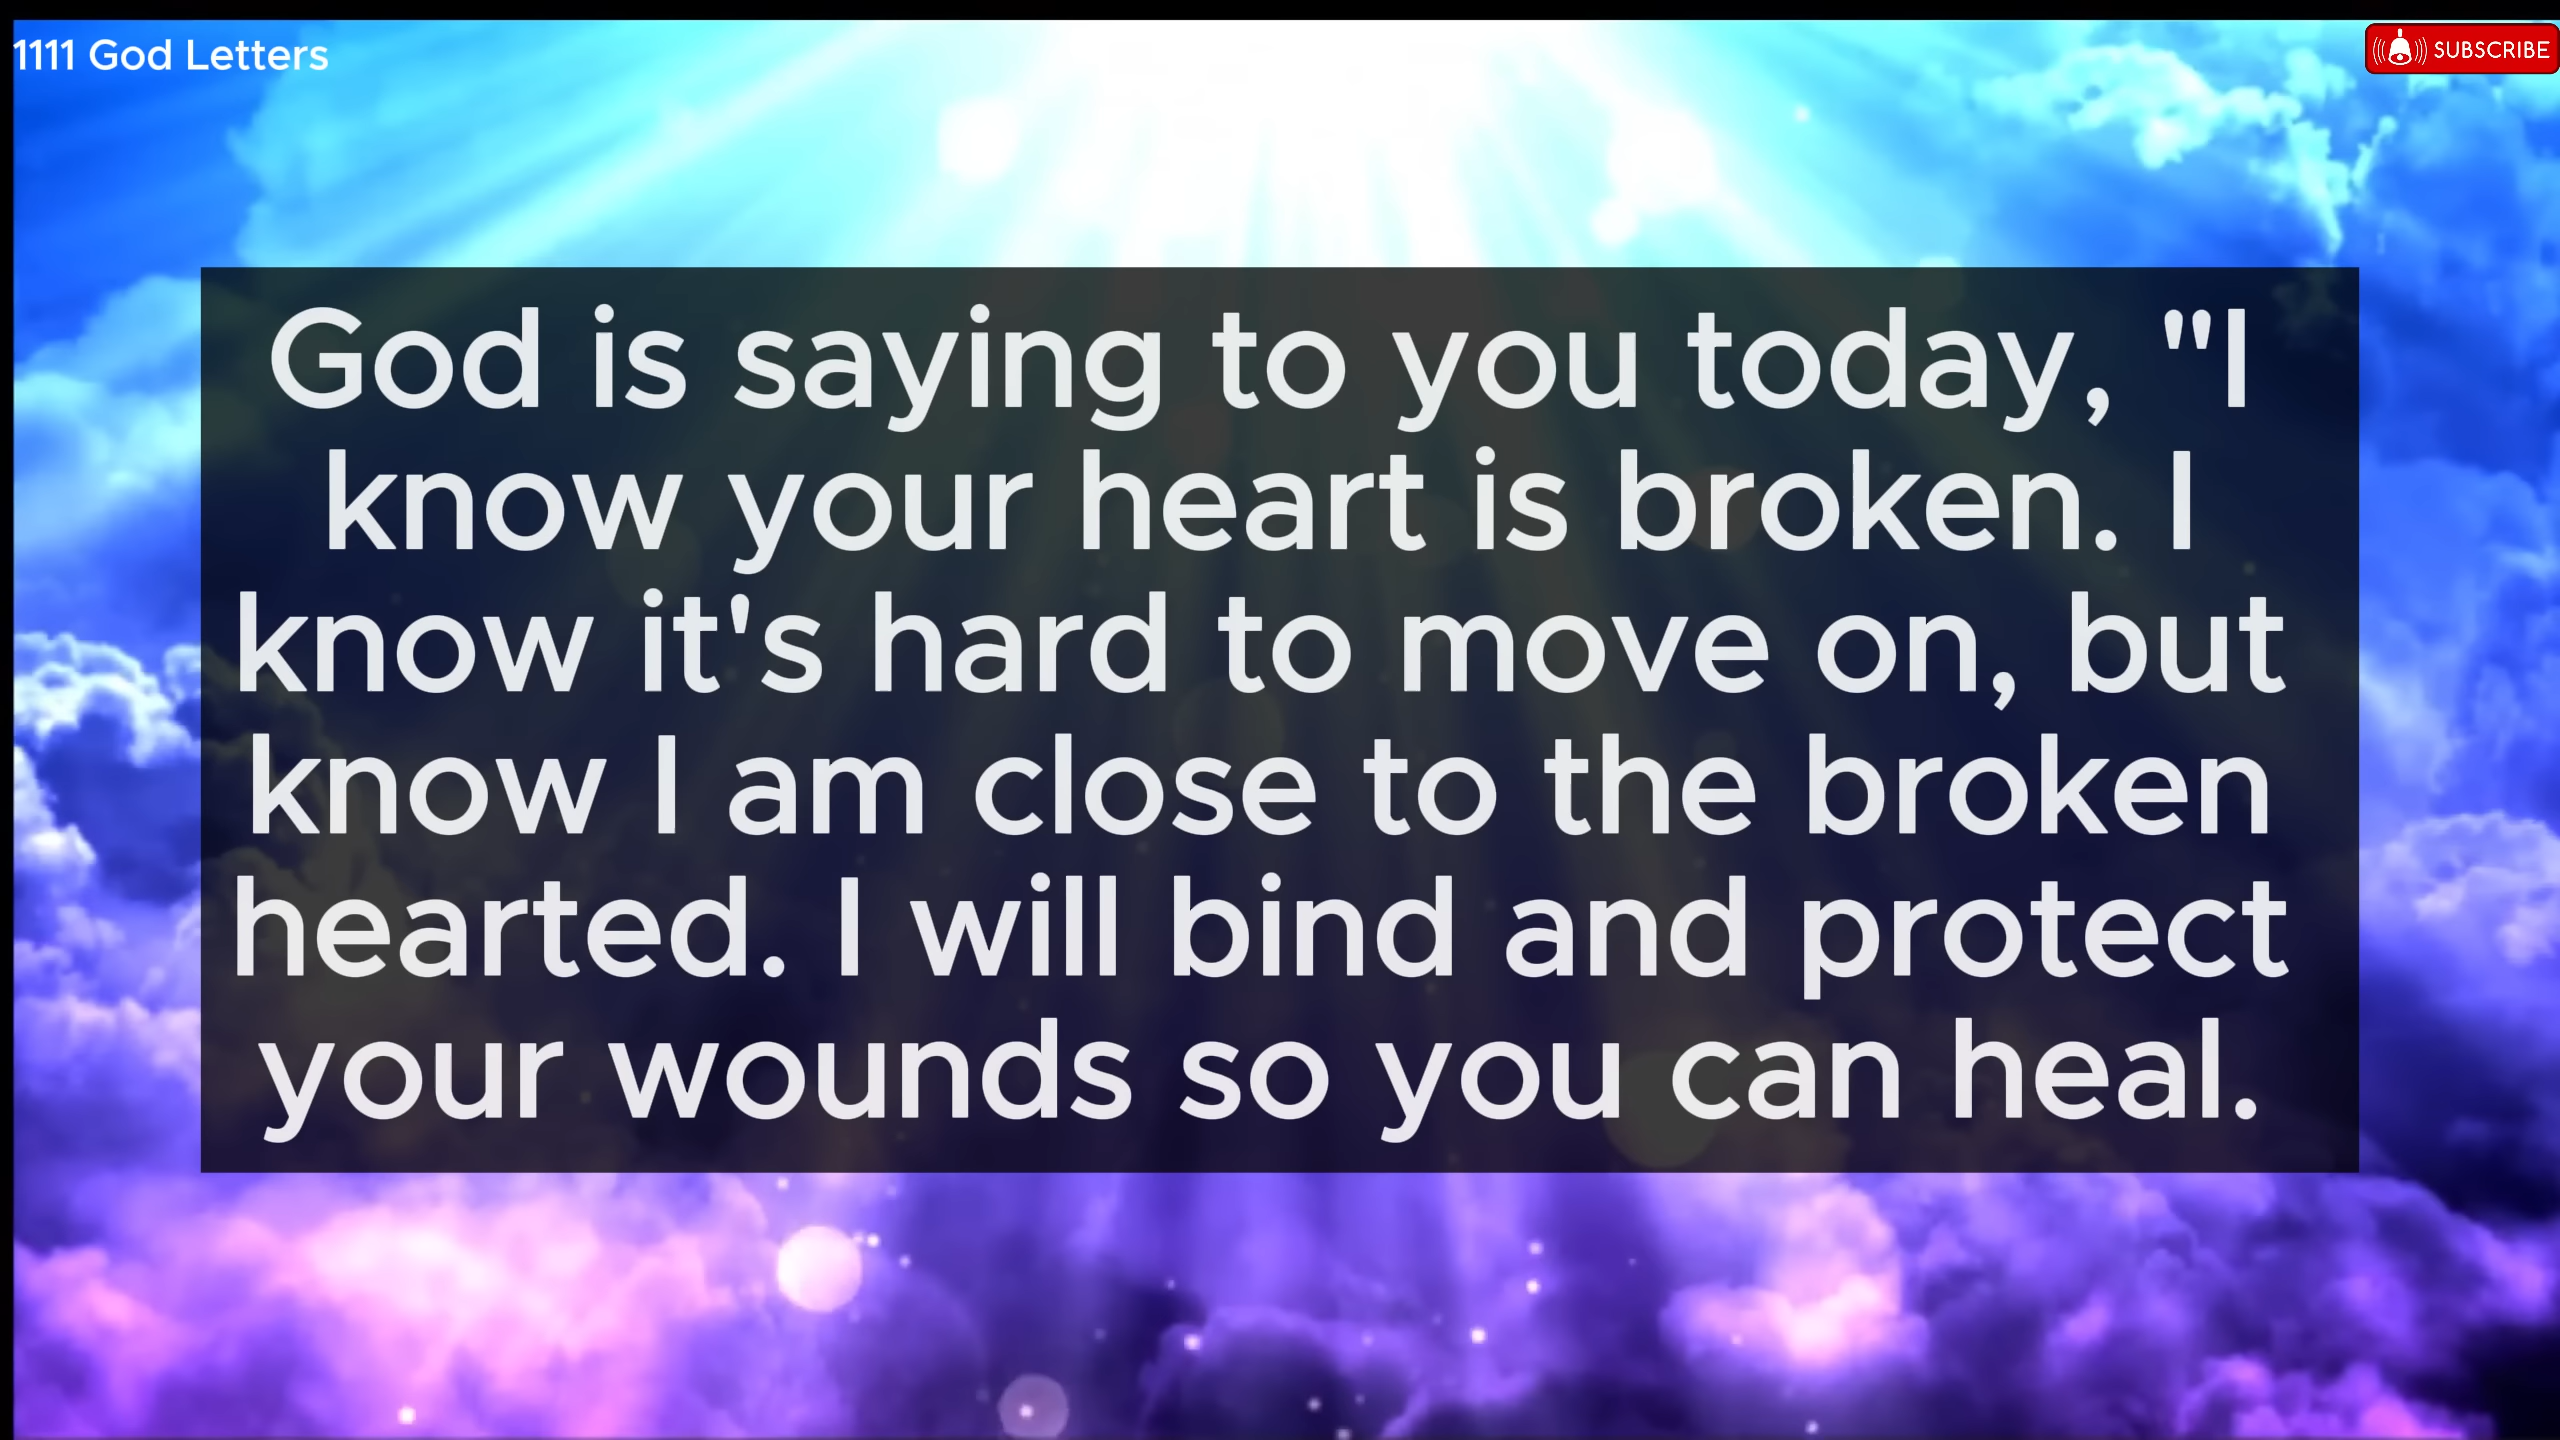 1111 God Letters
SUBSCRIBE
God is saying to you today, "I
know your heart is broken. I
know it's hard to move on, but
know I am close to the broken
hearted. I will bind and protect
your wounds so you can heal.